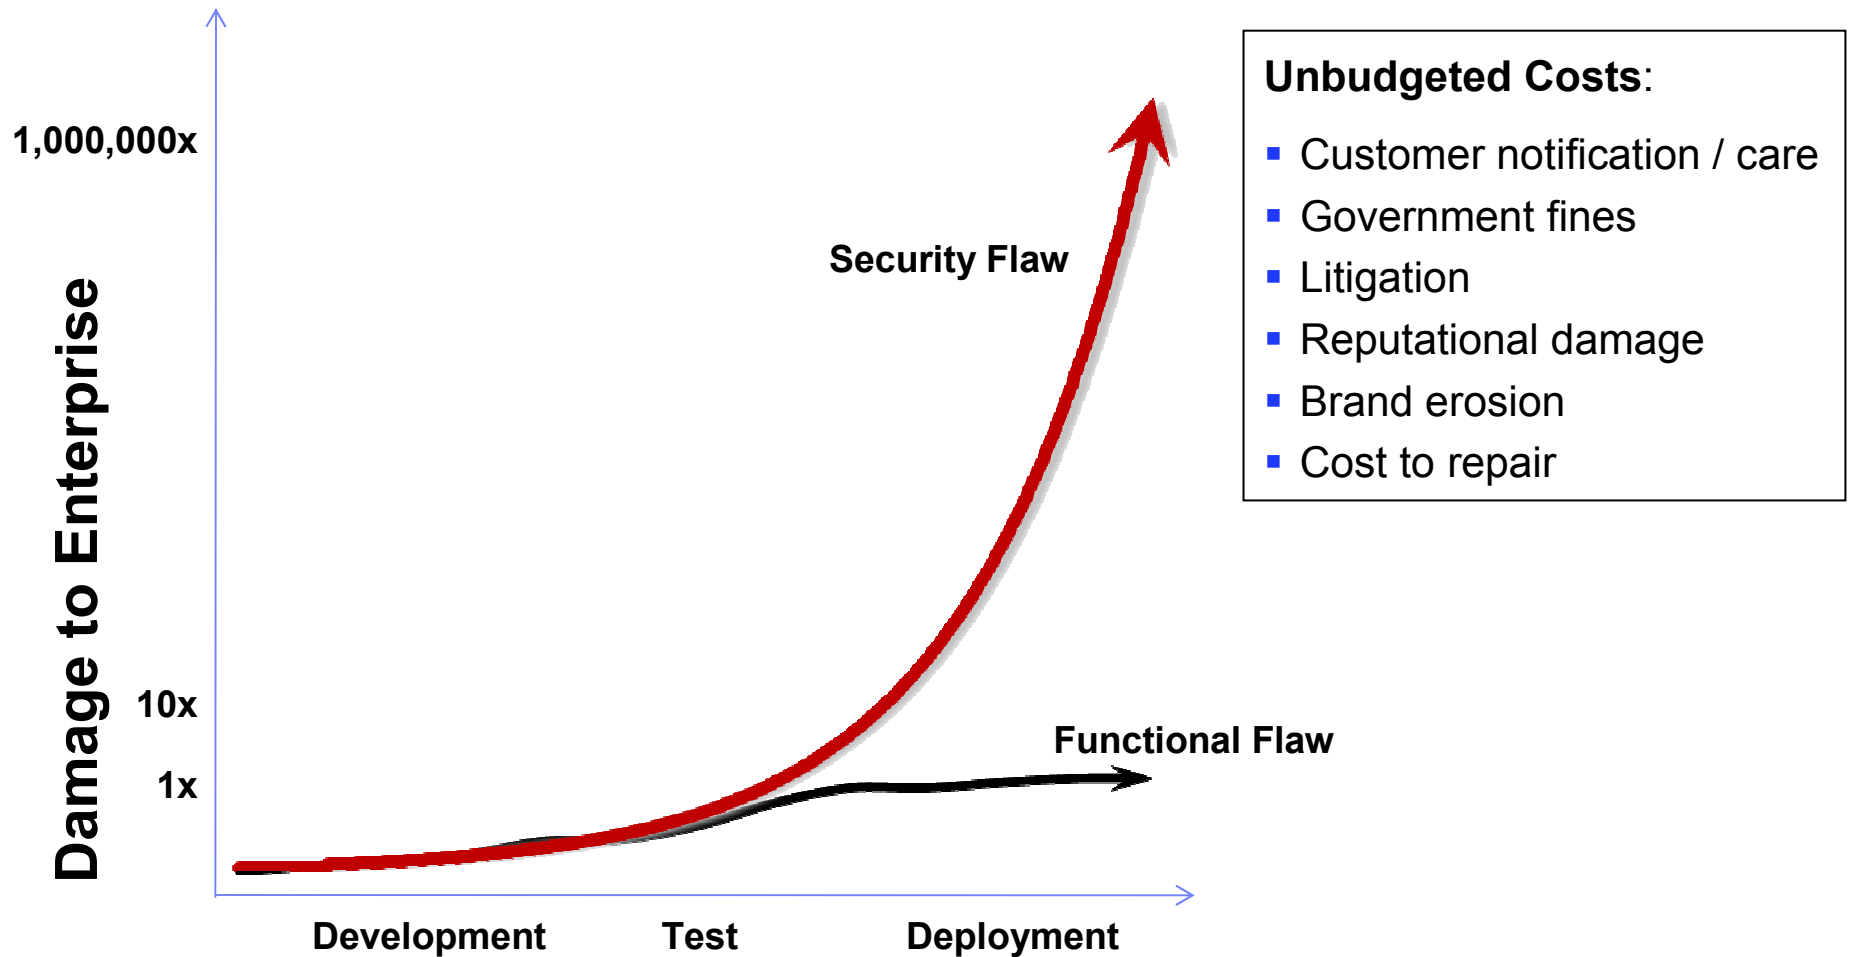 Damage to Enterprise
1,000,000x
10x
1x
Security Flaw
Functional Flaw
Development
Test
Deployment
Unbudgeted Costs:
Customer notification / care
Government fines
Litigation
Reputational damage
Brand erosion
Cost to repair